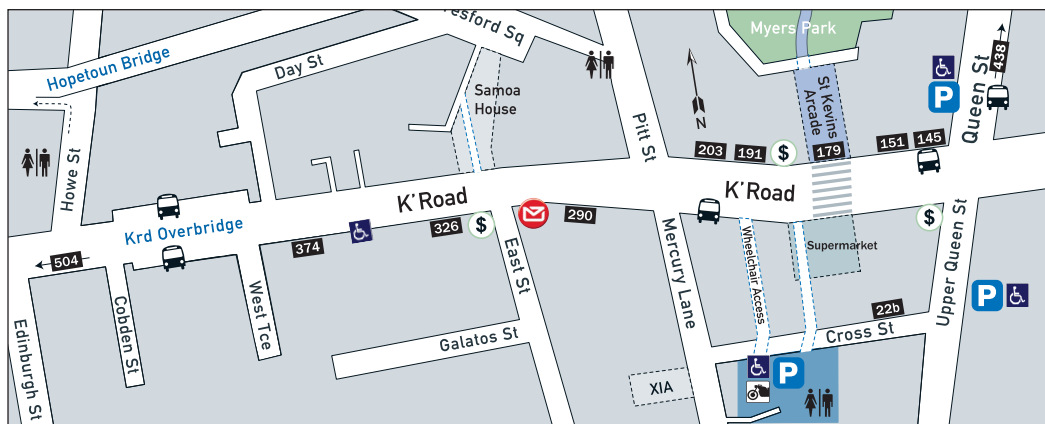 Hopetoun Bridge
Day St
resford Sq
Samoa
House
Myers Park
St Kevins
Arcade
Queen St
438
P
Pitt St
N
203
191
$
179
151
145
Howe St
K'Road
K'Road
Krd Overbridge
504
374
326
$
290
$
Supermarket
Wheelchair Access
Mercury Lane
East St
West Tce
Cobden St
Edinburgh St
Galatos St
Upper Queen St
P
22b
Cross St
XIA
P